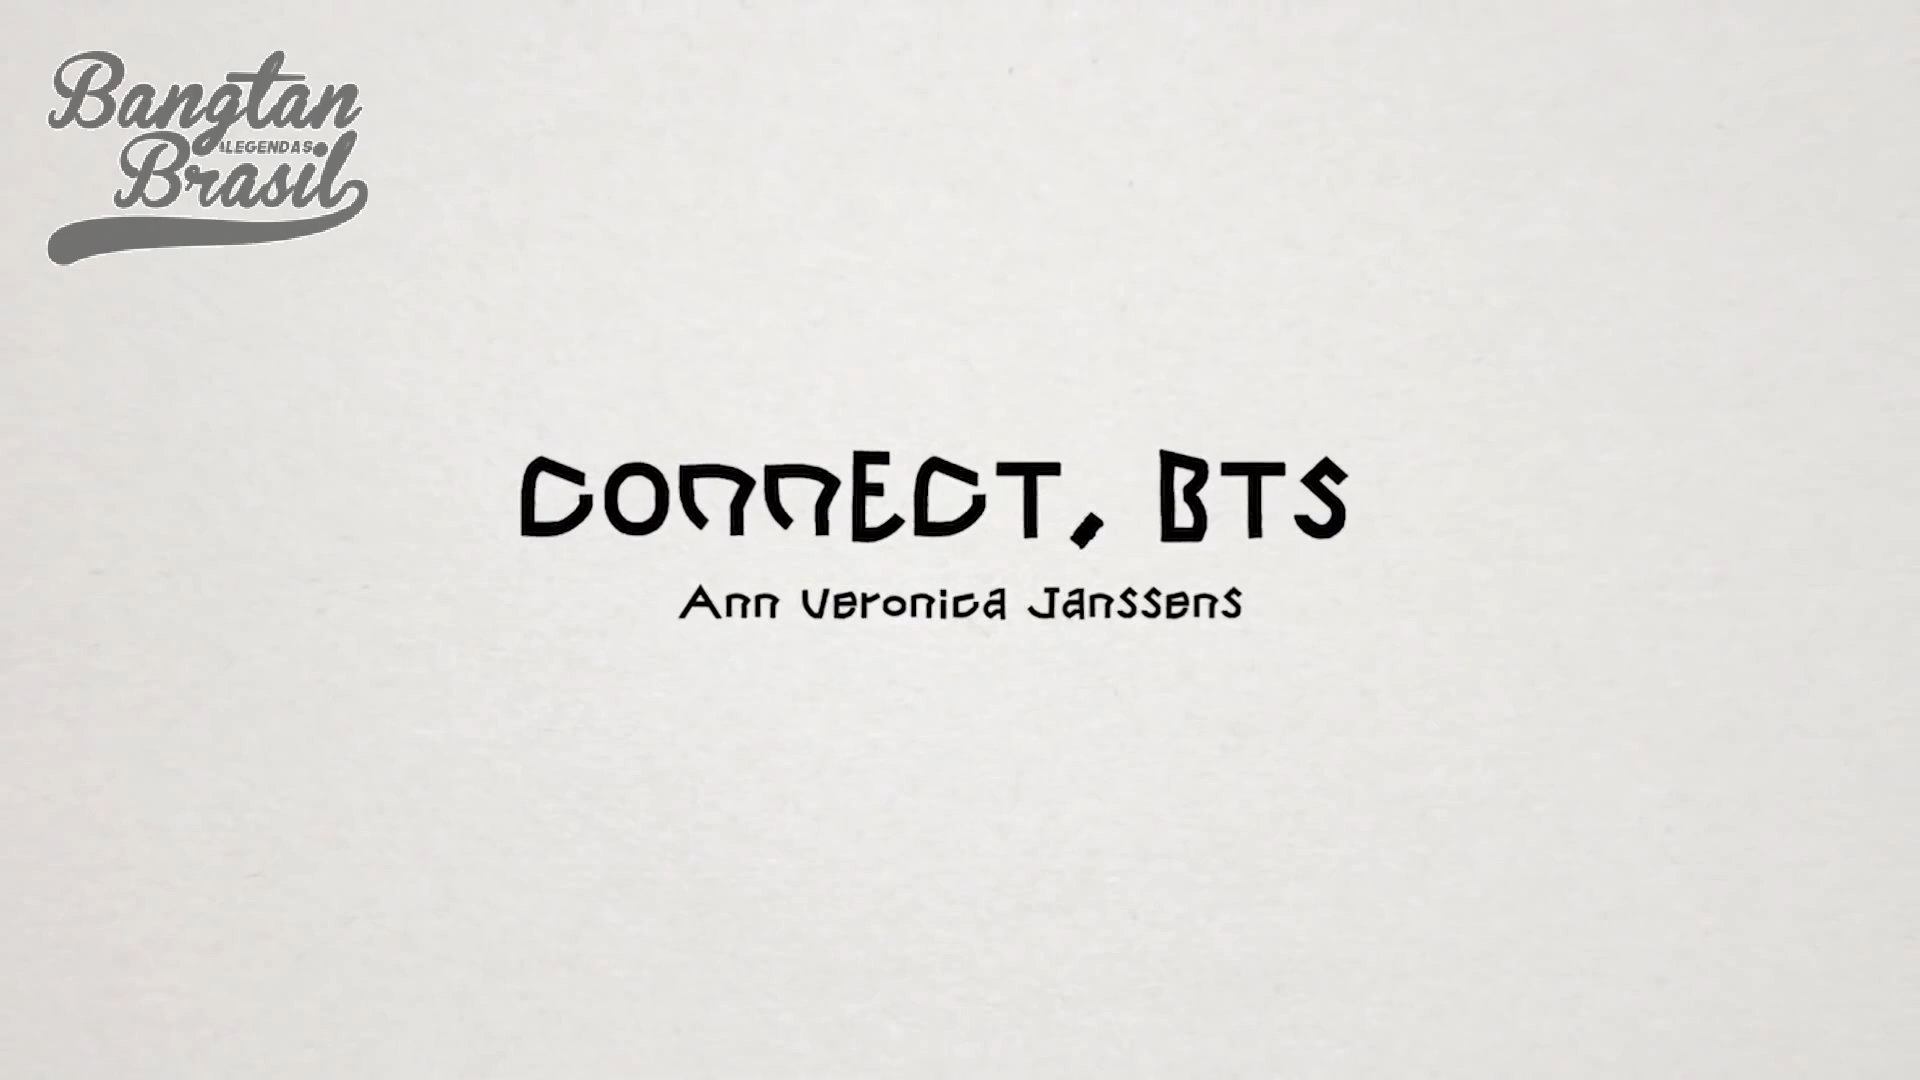 Bangtan
LEGENDAS
Brasil
CONNECT, BTS
Ann Veronica Janssens